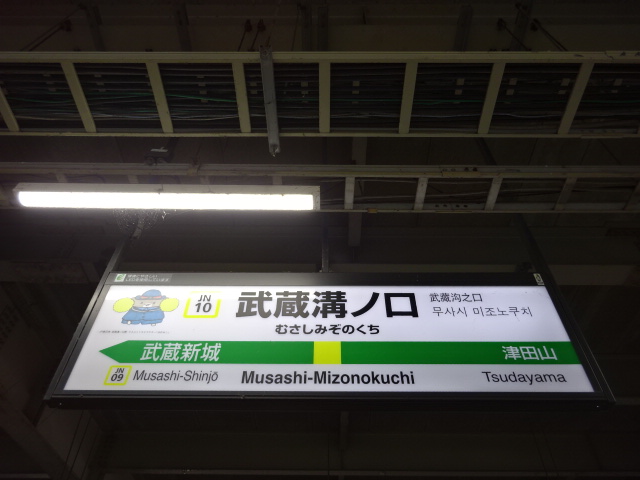 JN
10
武蔵溝ノ口
むさしみぞのくち
武藏沟之口
무사시 미조노쿠치
武蔵新城
津田山
JN
09
Musashi-Shinjō
Musashi-Mizonokuchi
Tsudayama